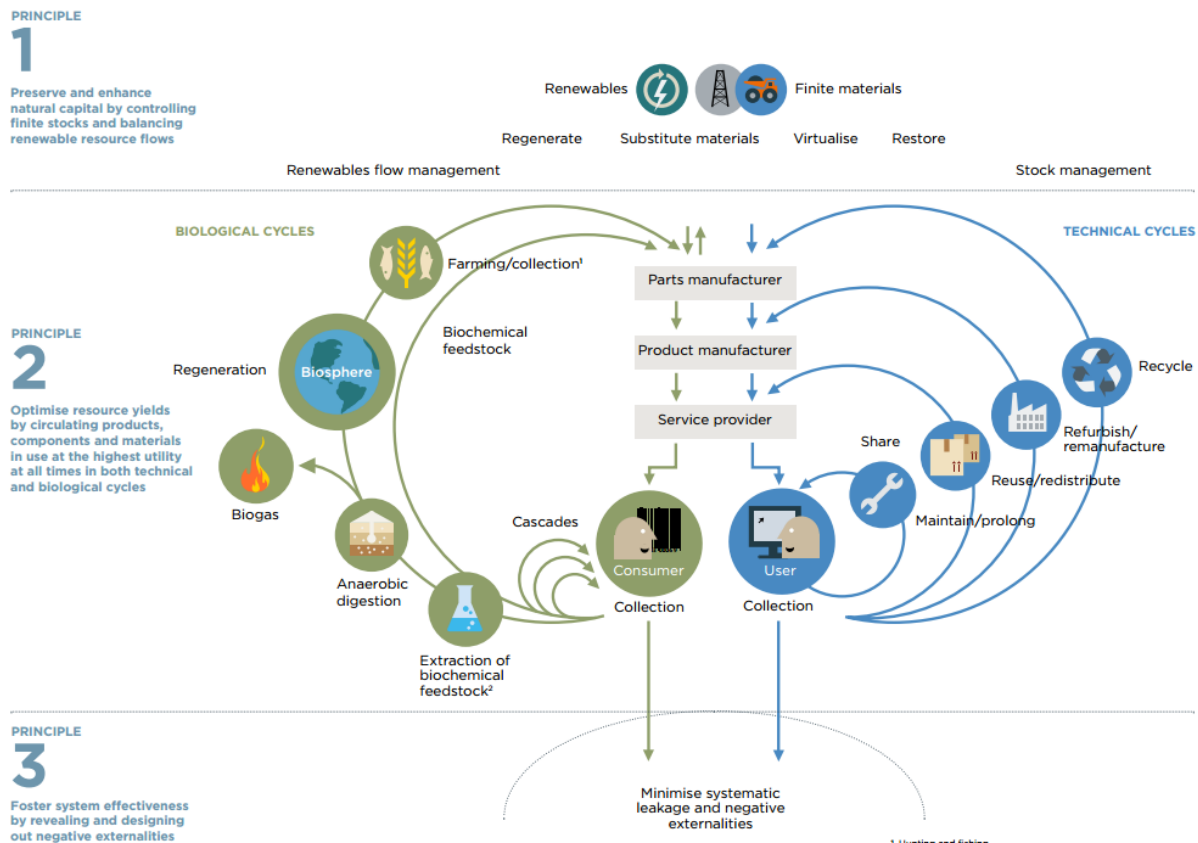 PRINCIPLE
1
Preserve and enhance
natural capital by controlling
finite stocks and balancing
renewable resource flows
Renewables
Finite materials
Regenerate
Substitute materials
Virtualise
Restore
Renewables flow management
Stock management
BIOLOGICAL CYCLES
TECHNICAL CYCLES
Farming/collection¹
Parts manufacturer
PRINCIPLE
2
Optimise resource yields
by circulating products,
components and materials
in use at the highest utility
at all times in both technical
and biological cycles
Biochemical
feedstock
Product manufacturer
Regeneration
Biosphere
Recycle
Service provider
Share
Refurbish/
remanufacture
Reuse/redistribute
Biogas
Cascades
Maintain/prolong
Consumer
User
Anaerobic
digestion
Collection
Collection
Extraction of
biochemical
feedstock²
PRINCIPLE
3
Foster system effectiveness
by revealing and designing
out negative externalities
Minimise systematic
leakage and negative
externalities
¹ Hunting and fishing